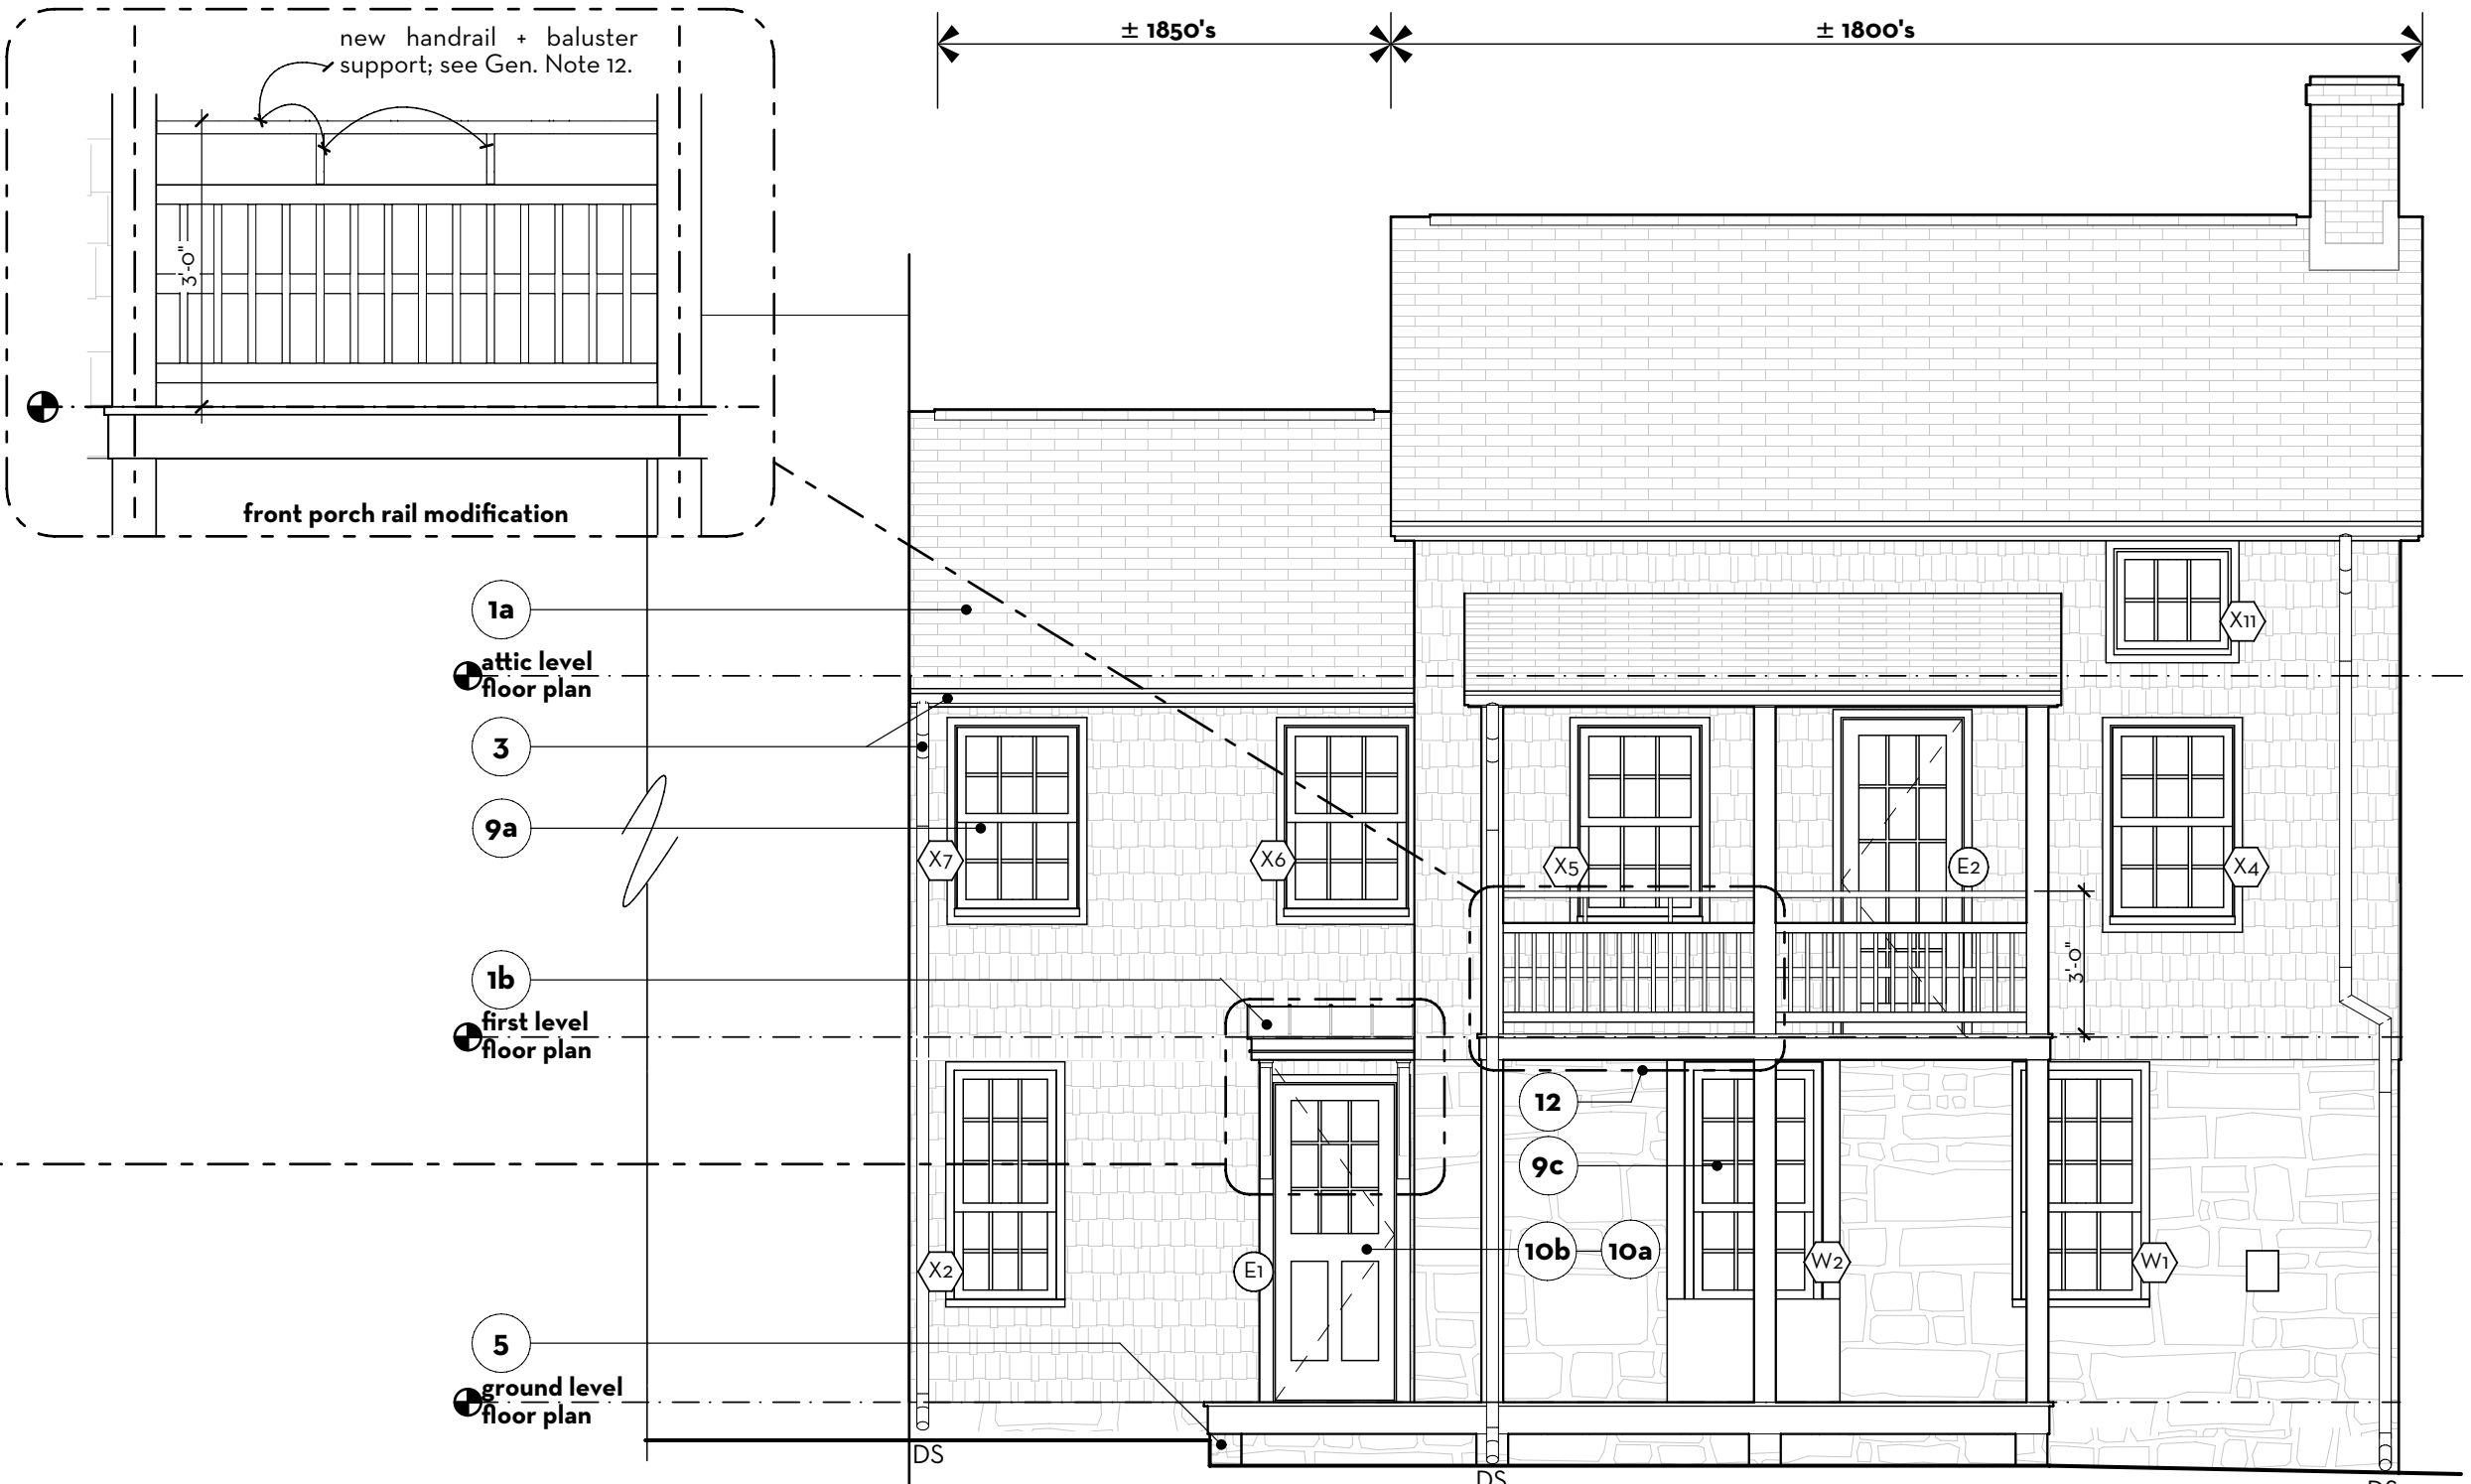 new handrail + baluster
support; see Gen. Note 12.
± 1850's
± 1800's
3'-0"
front porch rail modification
1a
X11
attic level
floor plan
3
9a
X7
X6
X5
E2
X4
3'-0"
1b
first level
floor plan
12
9c
10b
10a
X2
E1
W2
W1
5
ground level
floor plan
DS
DS
DS